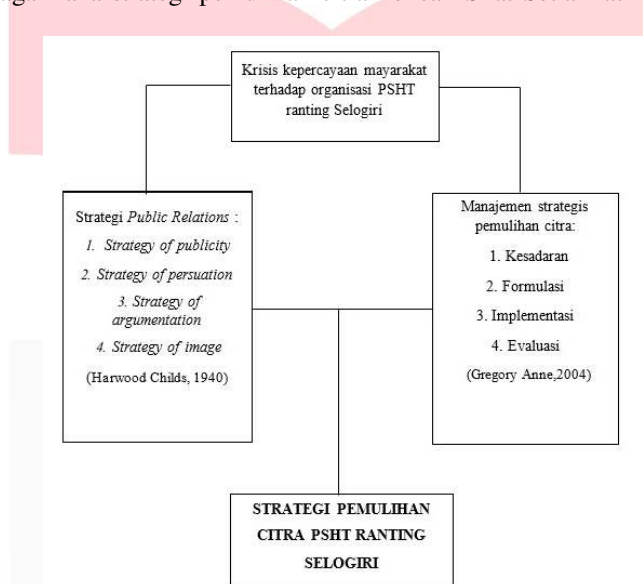 Krisis kepercayaan mayarakat
terhadap organisasi PSHT
ranting Selogiri
Strategi Public Relations :
1. Strategy of publicity
2. Strategy of persuation
3. Strategy of
argumentation
4. Strategy of image
(Harwood Childs, 1940)
Manajemen strategis
pemulihan citra:
1. Kesadaran
2. Formulasi
3. Implementasi
4. Evaluasi
(Gregory Anne,2004)
STRATEGI PEMULIHAN
CITRA PSHT RANTING
SELOGIRI